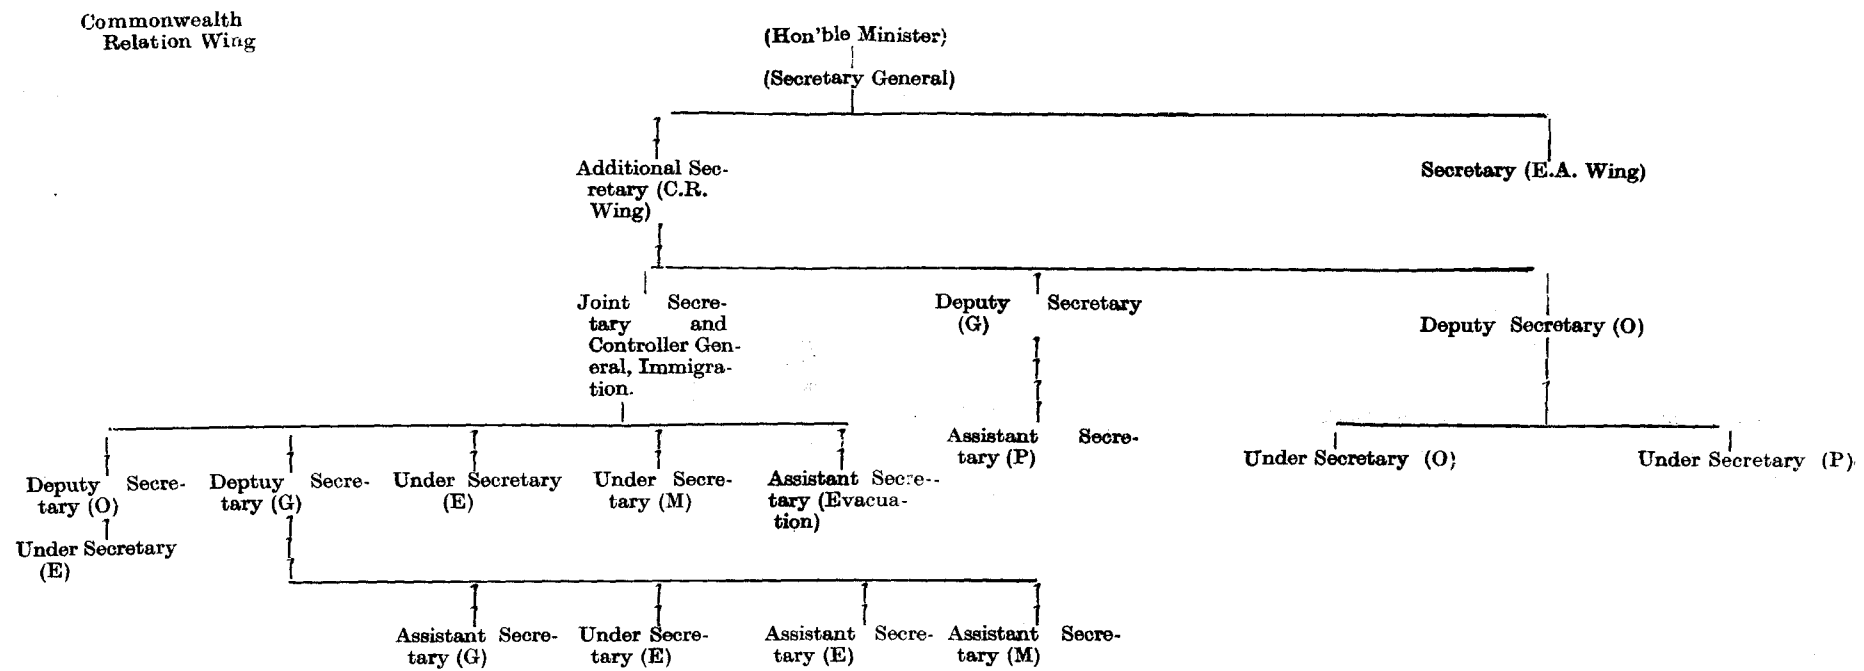 Commonwealth
Relation Wing
(Hon'ble Minister)
(Secretary General)
Additional Sec-
retary (C.R.
Wing)
Secretary (E.A. Wing)
Joint Secre-
tary and
Controller Gen-
eral, Immigra-
tion.
Deputy Secretary
(G)
Deputy Secretary (O)
Assistant Secre-
tary (P)
Under Secretary (O)
Under Secretary (P)
Deputy Secre-
tary (O)
Deptuy Secre-
tary (G)
Under Secretary
(E)
Under Secre-
tary (M)
Assistant Secre--
tary (Evacua-
tion)
Under Secretary
(E)
Assistant Secre-
tary (G)
Under Secre-
tary (E)
Assistant Secre-
tary (E)
Assistant Secre-
tary (M)